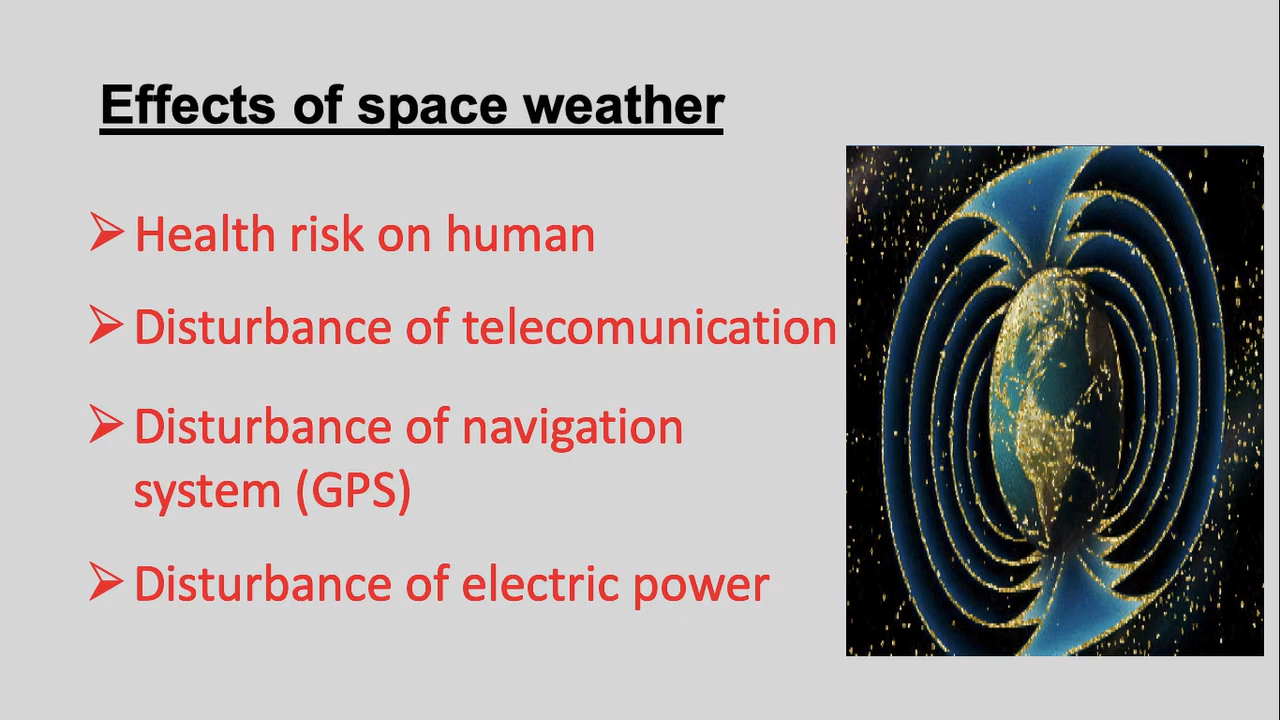 Effects of space weather
Health risk on human
Disturbance of telecomunication
Disturbance of navigation
system (GPS)
Disturbance of electric power